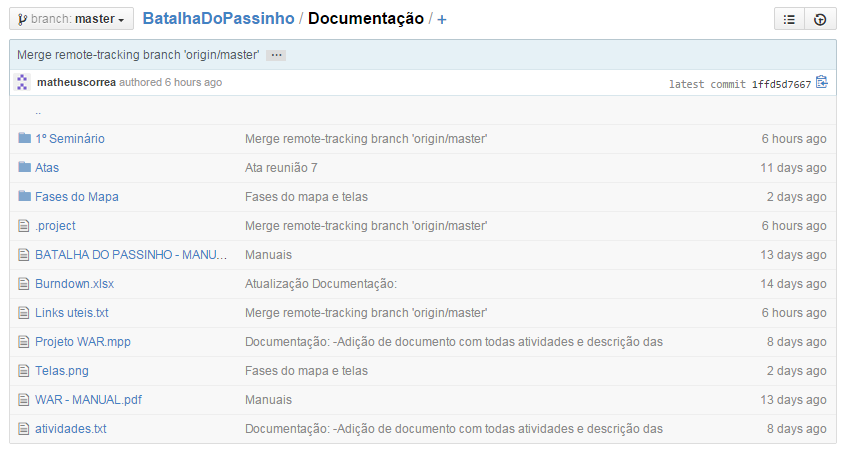 branch: master BatalhaDoPassinho / Documentação / +
Merge remote-tracking branch 'origin/master' ...
matheuscorrea authored 6 hours ago latest commit 1ffd5d7667
..
1º Seminário Merge remote-tracking branch 'origin/master' 6 hours ago
Atas Ata reunião 7 11 days ago
Fases do Mapa Fases do mapa e telas 2 days ago
.project Merge remote-tracking branch 'origin/master' 6 hours ago
BATALHA DO PASSINHO - MANU... Manuais 13 days ago
Burndown.xlsx Atualização Documentação: 14 days ago
Links uteis.txt Merge remote-tracking branch 'origin/master' 6 hours ago
Projeto WAR.mpp Documentação: -Adição de documento com todas atividades e descrição das 8 days ago
Telas.png Fases do mapa e telas 2 days ago
WAR - MANUAL.pdf Manuais 13 days ago
atividades.txt Documentação: -Adição de documento com todas atividades e descrição das 8 days ago